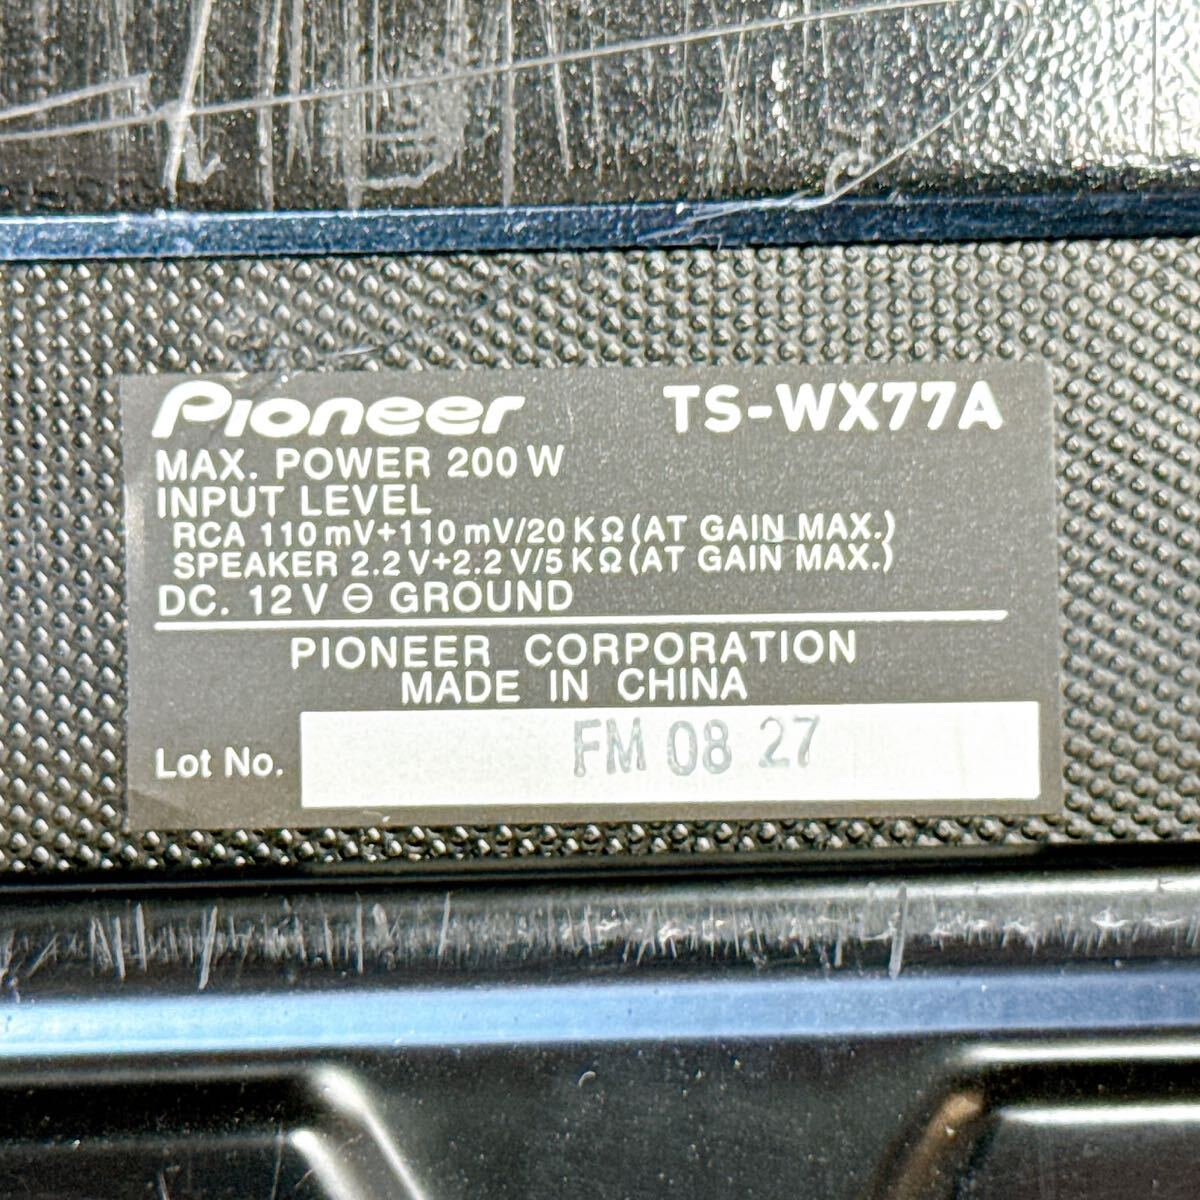 Pioneer TS-WX77A
MAX. POWER 200 W
INPUT LEVEL
RCA 110 mV+110 mV/20 KΩ (AT GAIN MAX.)
SPEAKER 2.2 V+2.2 V/5 KΩ (AT GAIN MAX.)
DC. 12 V ⊖ GROUND
PIONEER CORPORATION
MADE IN CHINA
Lot No. FM 08 27